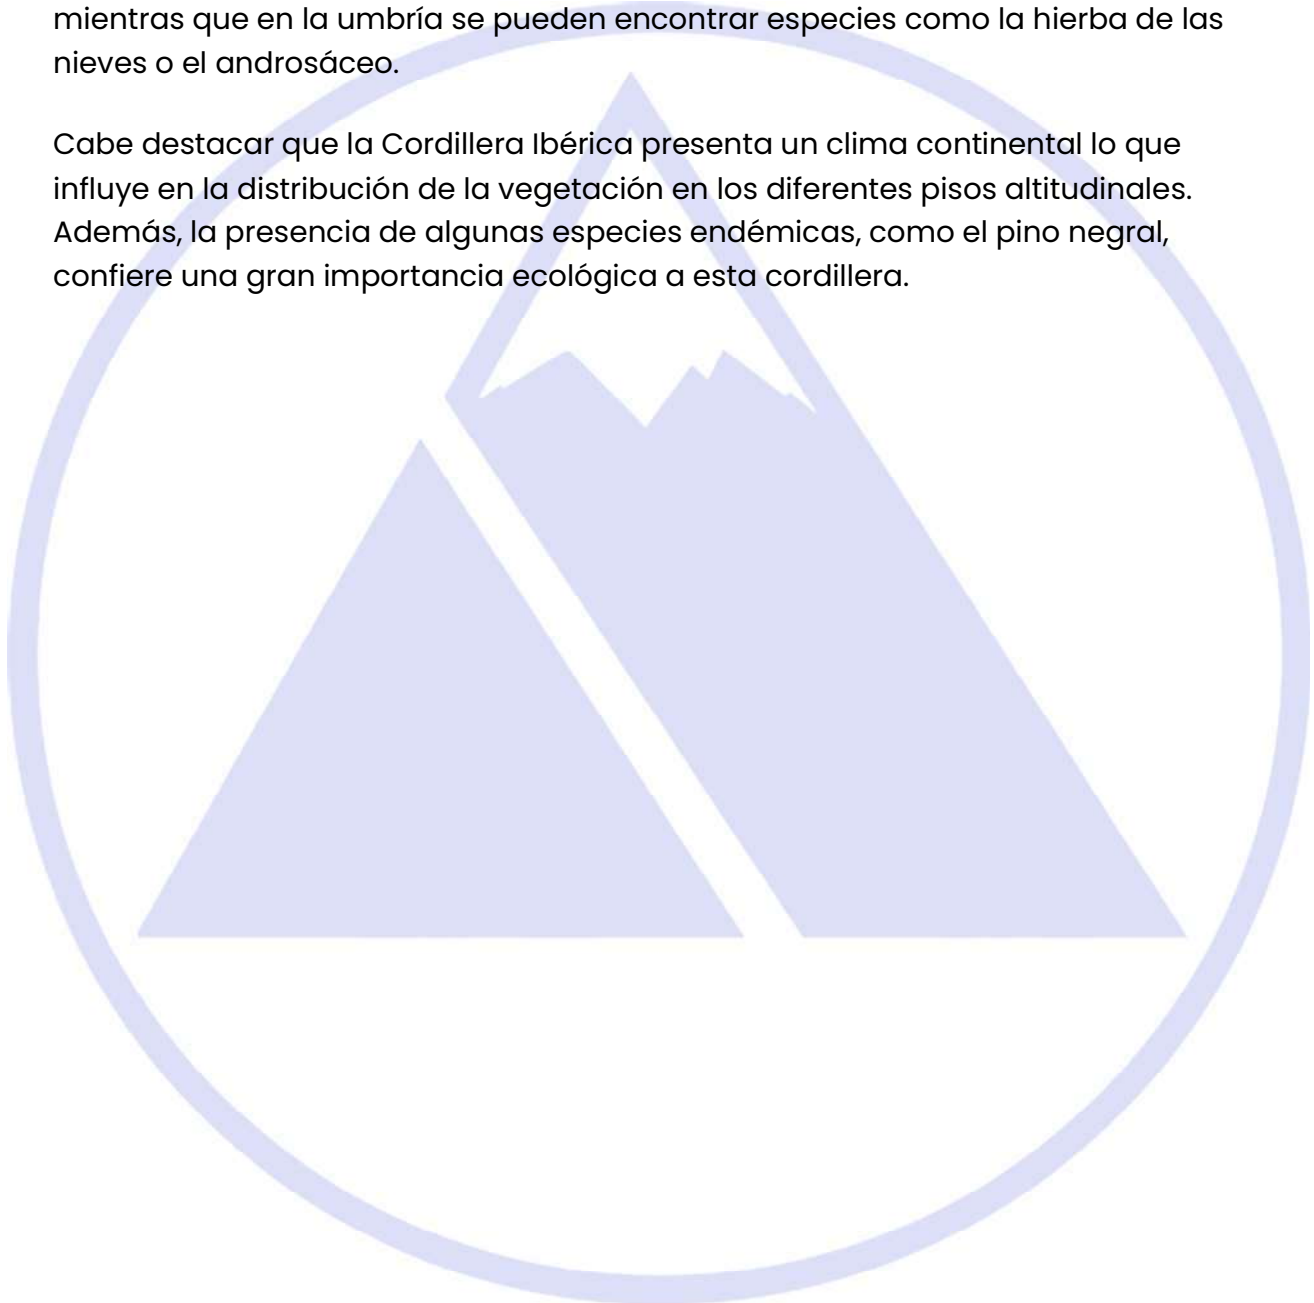 mientras que en la umbría se pueden encontrar especies como la hierba de las
nieves o el androsáceo.
Cabe destacar que la Cordillera Ibérica presenta un clima continental lo que
influye en la distribución de la vegetación en los diferentes pisos altitudinales.
Además, la presencia de algunas especies endémicas, como el pino negral,
confiere una gran importancia ecológica a esta cordillera.